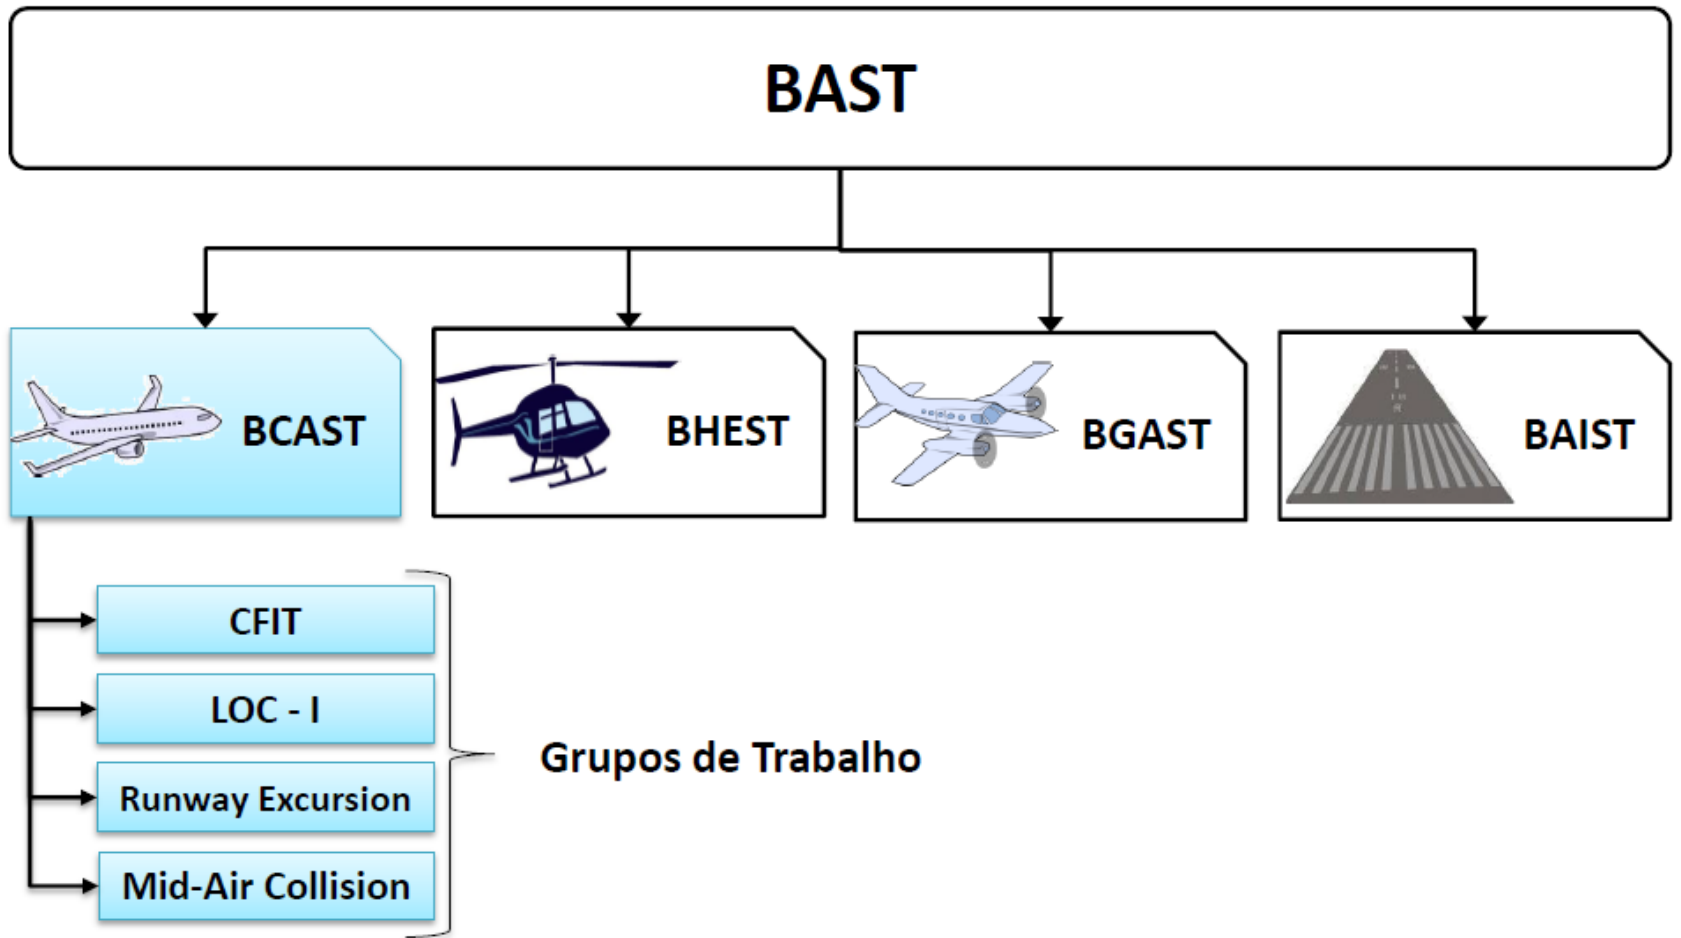 BAST
BCAST
BHEST
BGAST
BAIST
CFIT
LOC - I
Runway Excursion
Mid-Air Collision
Grupos de Trabalho